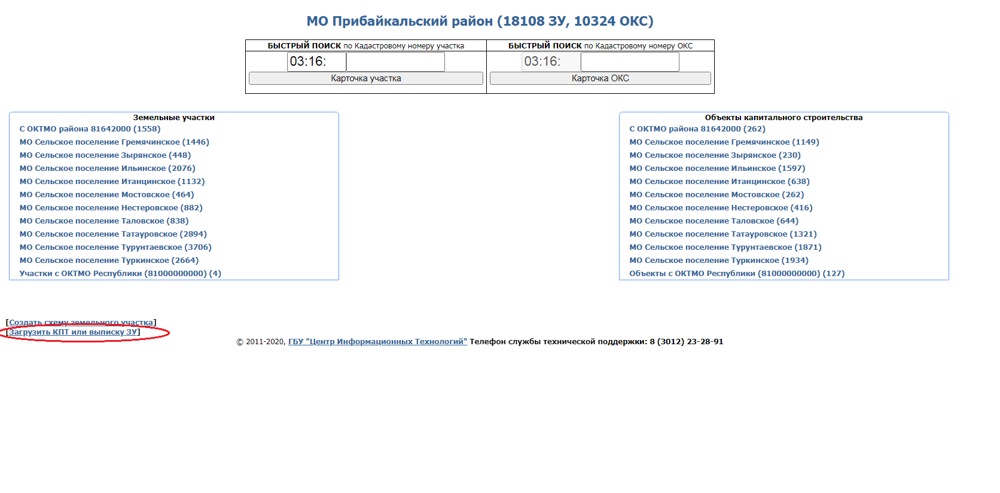 МО Прибайкальский район (18108 ЗУ, 10324 ОКС)
БЫСТРЫЙ ПОИСК по Кадастровому номеру участка
БЫСТРЫЙ ПОИСК по Кадастровому номеру ОКС
03:16:
03:16:
Карточка участка
Карточка ОКС
Земельные участки
С ОКТМО района 81642000 (1558)
МО Сельское поселение Гремячинское (1446)
МО Сельское поселение Зырянское (448)
МО Сельское поселение Ильинское (2076)
МО Сельское поселение Итанцинское (1132)
МО Сельское поселение Мостовское (464)
МО Сельское поселение Нестеровское (882)
МО Сельское поселение Таловское (838)
МО Сельское поселение Татауровское (2894)
МО Сельское поселение Турунтаевское (3706)
МО Сельское поселение Туркинское (2664)
Участки с ОКТМО Республики (81000000000) (4)
Объекты капитального строительства
С ОКТМО района 81642000 (262)
МО Сельское поселение Гремячинское (1149)
МО Сельское поселение Зырянское (230)
МО Сельское поселение Ильинское (1597)
МО Сельское поселение Итанцинское (638)
МО Сельское поселение Мостовское (262)
МО Сельское поселение Нестеровское (416)
МО Сельское поселение Таловское (644)
МО Сельское поселение Татауровское (1321)
МО Сельское поселение Турунтаевское (1871)
МО Сельское поселение Туркинское (1934)
Объекты с ОКТМО Республики (81000000000) (127)
[Создать схему земельного участка]
[Загрузить КПТ или выписку ЗУ]
© 2011-2020, ГБУ "Центр Информационных Технологий" Телефон службы технической поддержки: 8 (3012) 23-28-91